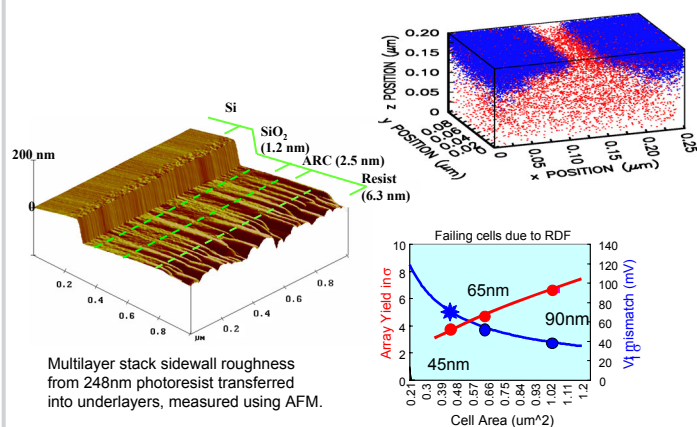 Si
SiO2
(1.2 nm)
ARC (2.5 nm)
Resist
(6.3 nm)
200 nm
0
0.2
0.4
0.6
0.8
0.2
0.4
0.6
0.8
μM
Multilayer stack sidewall roughness
from 248nm photoresist transferred
into underlayers, measured using AFM.
z POSITION (μm)
0.20
0.15
0.10
0.05
0
y POSITION (μm)
x POSITION (μm)
0
0.05
0.10
0.15
0.20
0.25
Failing cells due to RDF
Array Yield in σ
10
8
6
4
2
0
65nm
90nm
45nm
140
120
100
80
60
40
20
0
Vt mismatch (mV)
1σ
0.21
0.3
0.39
0.48
0.57
0.66
0.75
0.84
0.93
1.02
1.11
1.2
Cell Area (um^2)